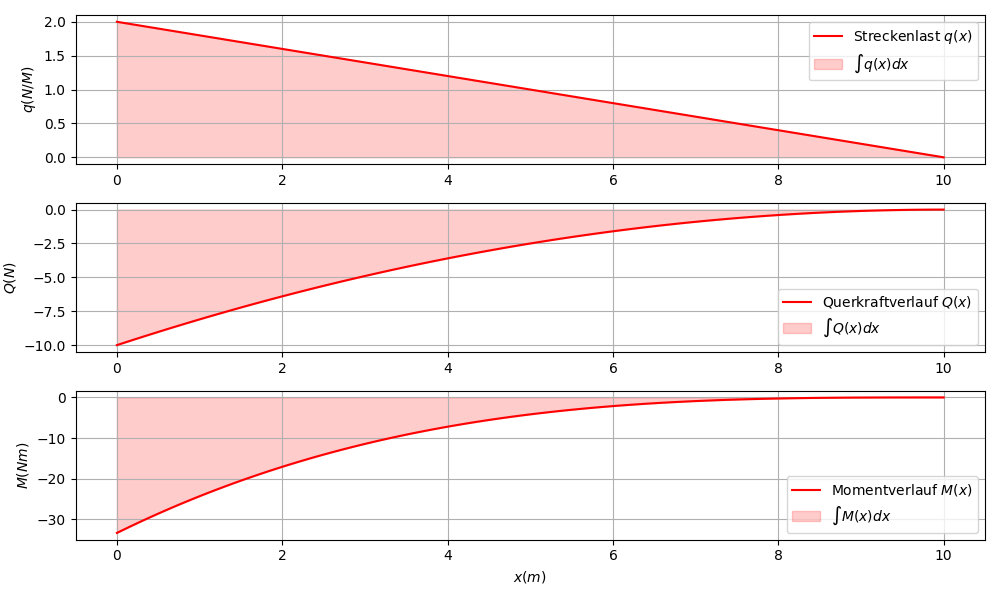 2.0
1.5
1.0
0.5
0.0
q(N/M)
Streckenlast q(x)
∫q(x)dx
0 2 4 6 8 10
0.0
−2.5
−5.0
−7.5
−10.0
Q(N)
Querkraftverlauf Q(x)
∫Q(x)dx
0 2 4 6 8 10
0
−10
−20
−30
M(Nm)
Momentverlauf M(x)
∫M(x)dx
0 2 4 6 8 10
x(m)